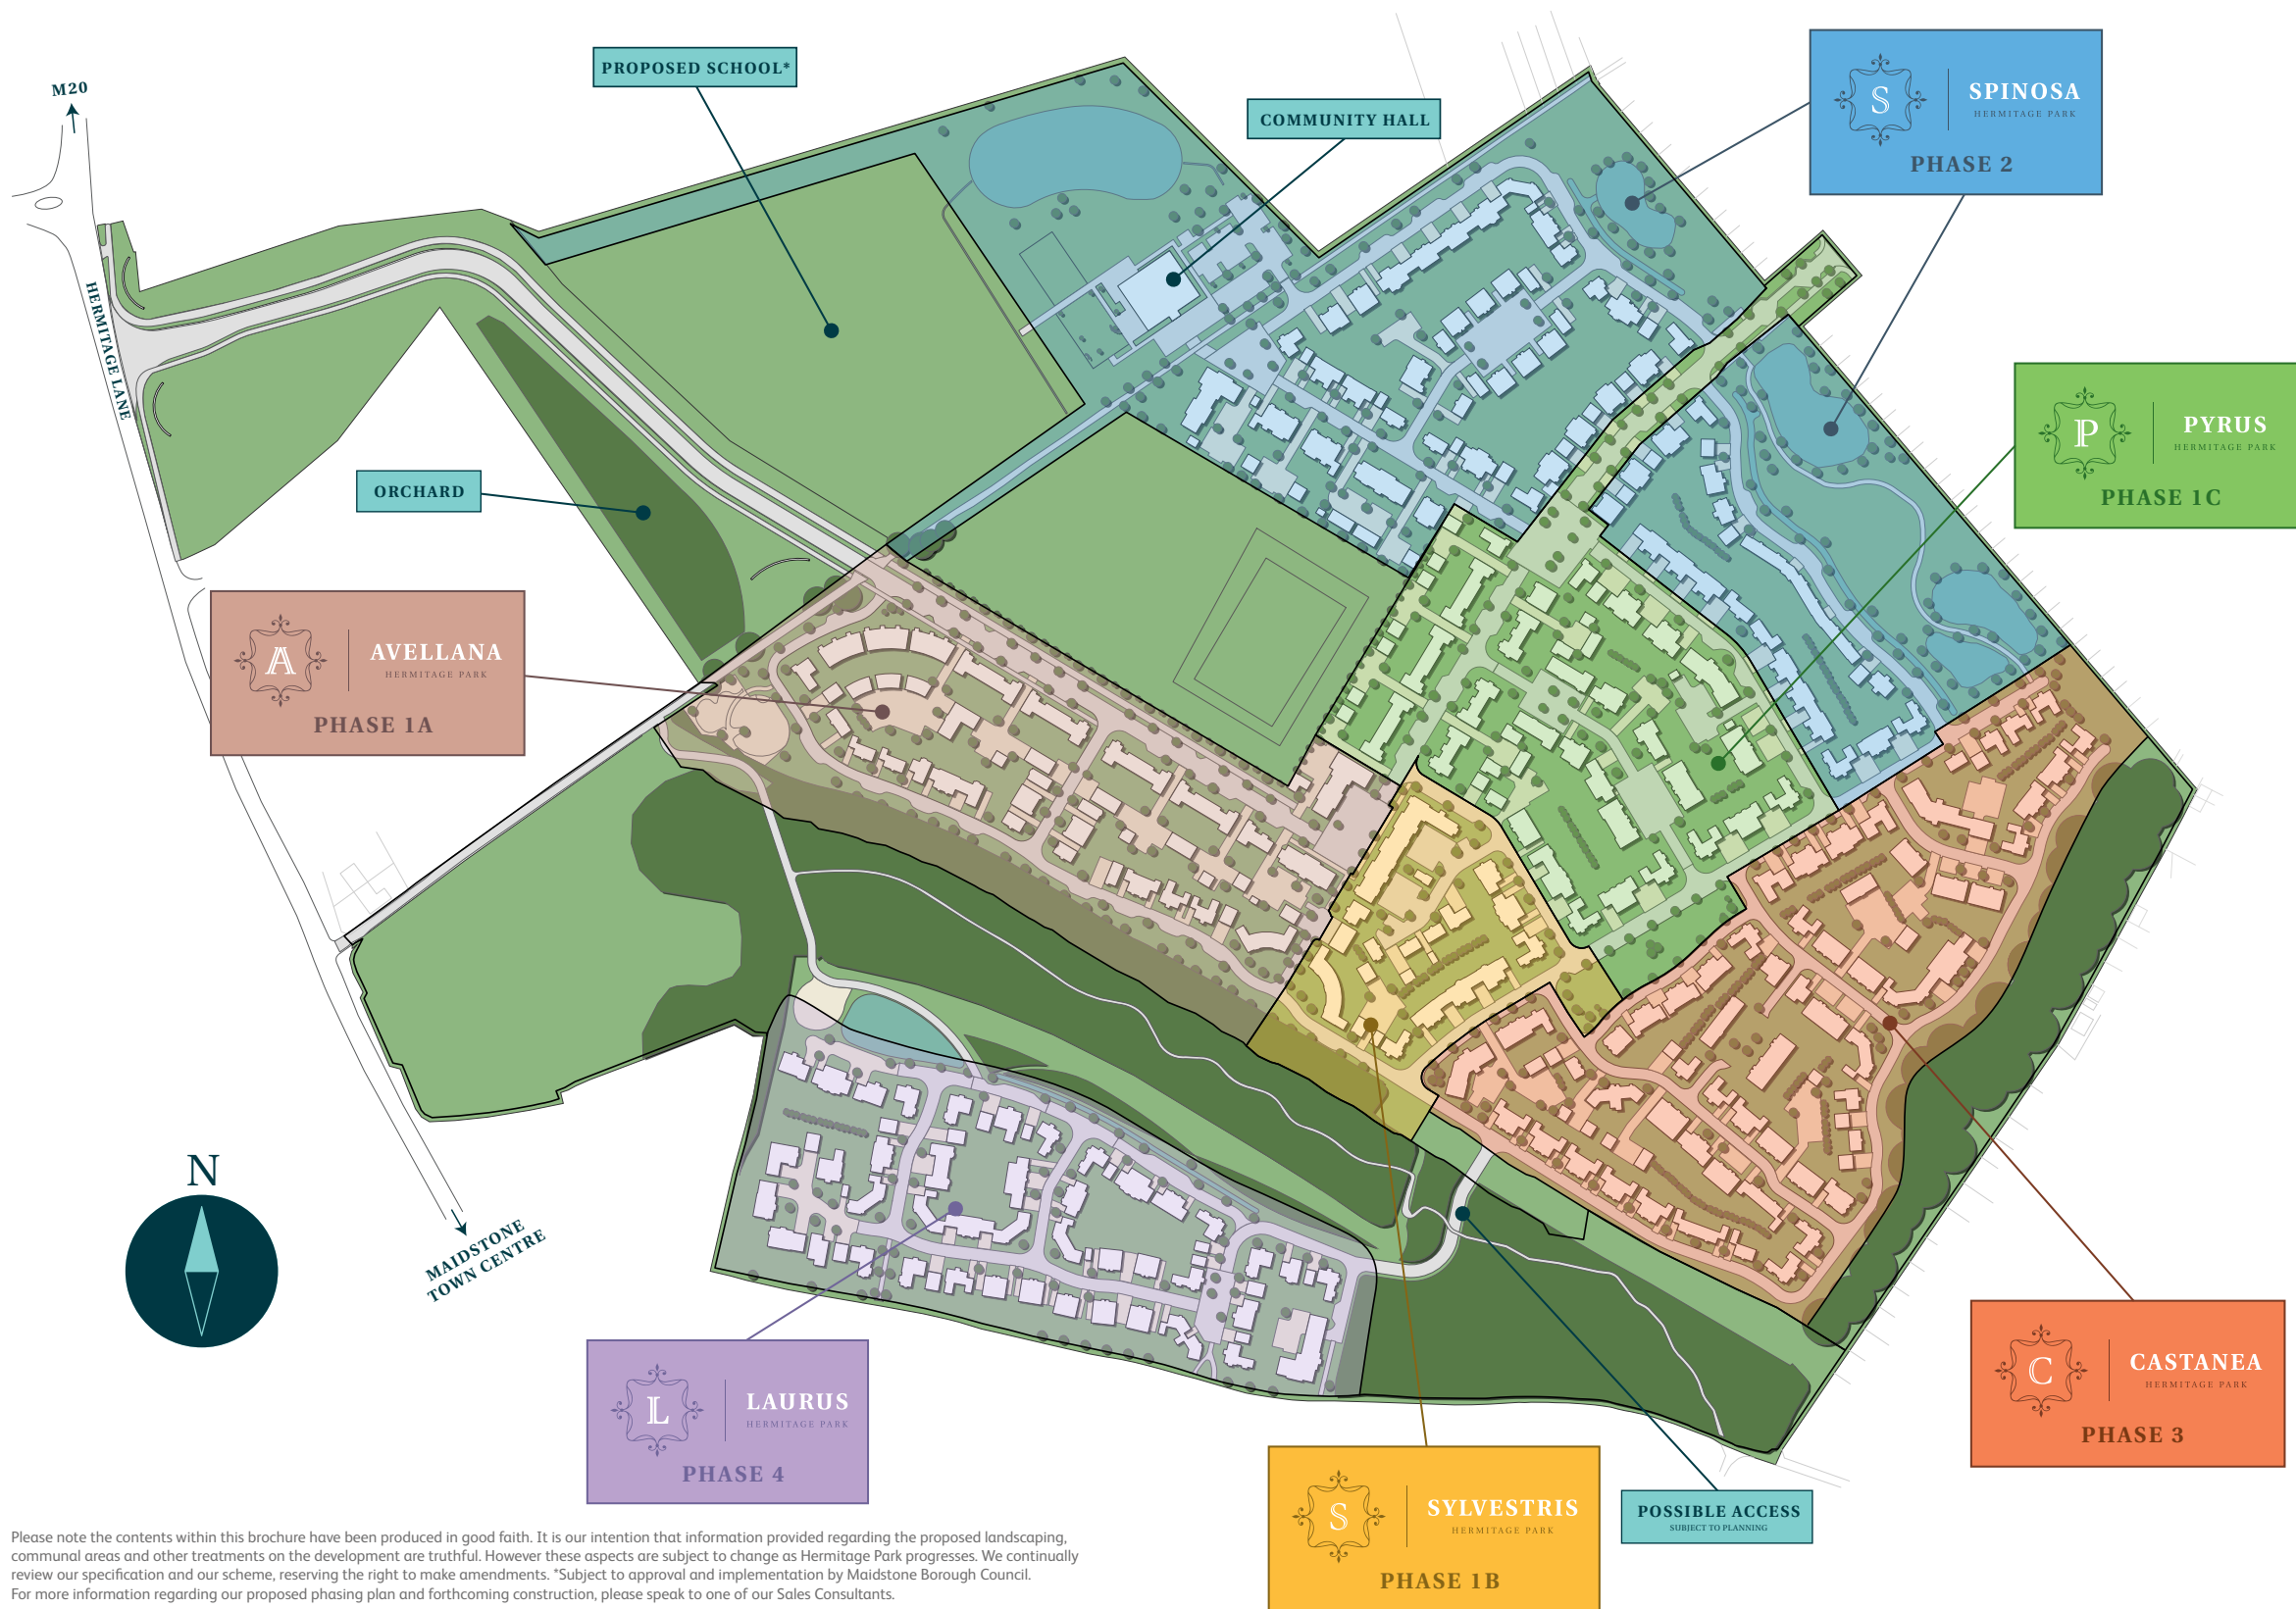 M20
HERMITAGE LANE
PROPOSED SCHOOL*
COMMUNITY HALL
S
SPINOSA
HERMITAGE PARK
PHASE 2
P
PYRUS
HERMITAGE PARK
PHASE 1C
ORCHARD
A
AVELLANA
HERMITAGE PARK
PHASE 1A
N
MAIDSTONE
TOWN CENTRE
L
LAURUS
HERMITAGE PARK
PHASE 4
C
CASTANEA
HERMITAGE PARK
PHASE 3
S
SYLVESTRIS
HERMITAGE PARK
PHASE 1B
POSSIBLE ACCESS
SUBJECT TO PLANNING
Please note the contents within this brochure have been produced in good faith. It is our intention that information provided regarding the proposed landscaping,
communal areas and other treatments on the development are truthful. However these aspects are subject to change as Hermitage Park progresses. We continually
review our specification and our scheme, reserving the right to make amendments. *Subject to approval and implementation by Maidstone Borough Council.
For more information regarding our proposed phasing plan and forthcoming construction, please speak to one of our Sales Consultants.